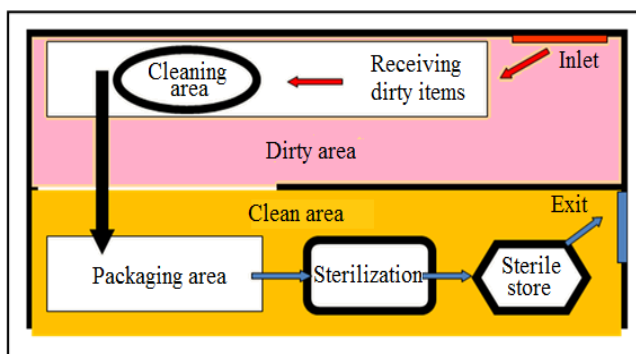 Inlet
Receiving
dirty items
Cleaning
area
Dirty area
Clean area
Packaging area
Sterilization
Sterile
store
Exit